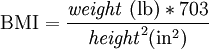 BMI = weight (lb) * 703 / height²(in²)